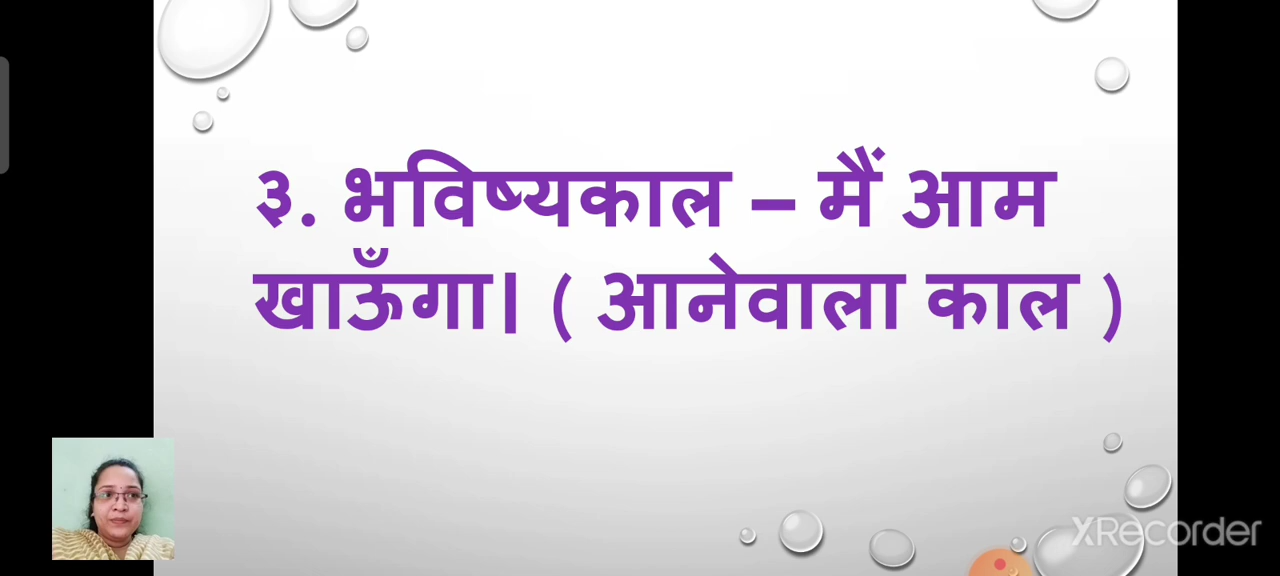 ३. भविष्यकाल – मैं आम
खाऊँगा। ( आनेवाला काल )
XRecorder